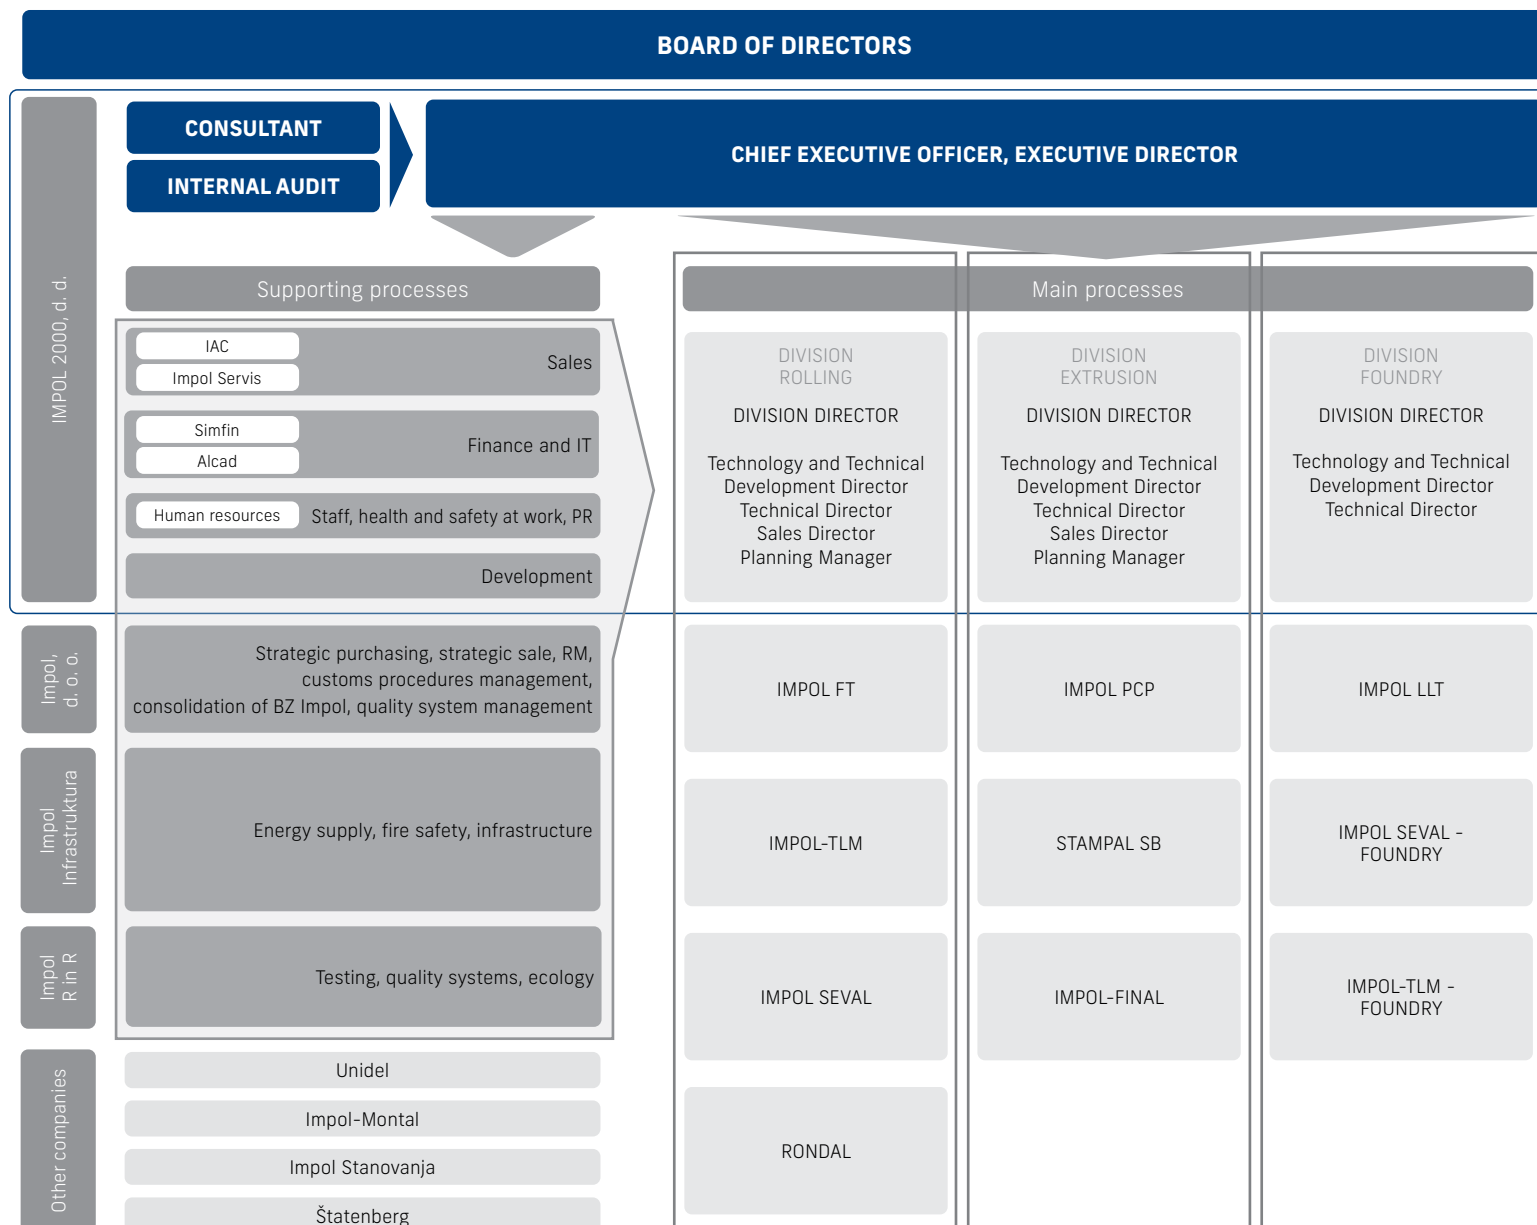 BOARD OF DIRECTORS
IMPOL 2000, d. d.
CONSULTANT
INTERNAL AUDIT
CHIEF EXECUTIVE OFFICER, EXECUTIVE DIRECTOR
Supporting processes
IAC
Impol Servis
Sales
Simfin
Alcad
Finance and IT
Human resources
Staff, health and safety at work, PR
Development
Main processes
DIVISION
ROLLING
DIVISION DIRECTOR
Technology and Technical
Development Director
Technical Director
Sales Director
Planning Manager
DIVISION
EXTRUSION
DIVISION DIRECTOR
Technology and Technical
Development Director
Technical Director
Sales Director
Planning Manager
DIVISION
FOUNDRY
DIVISION DIRECTOR
Technology and Technical
Development Director
Technical Director
Impol,
d. o. o.
Strategic purchasing, strategic sale, RM,
customs procedures management,
consolidation of BZ Impol, quality system management
IMPOL FT
IMPOL PCP
IMPOL LLT
Impol
Infrastruktura
Energy supply, fire safety, infrastructure
IMPOL-TLM
STAMPAL SB
IMPOL SEVAL -
FOUNDRY
Impol
R in R
Testing, quality systems, ecology
IMPOL SEVAL
IMPOL-FINAL
IMPOL-TLM -
FOUNDRY
Other companies
Unidel
Impol-Montal
Impol Stanovanja
Štatenberg
RONDAL